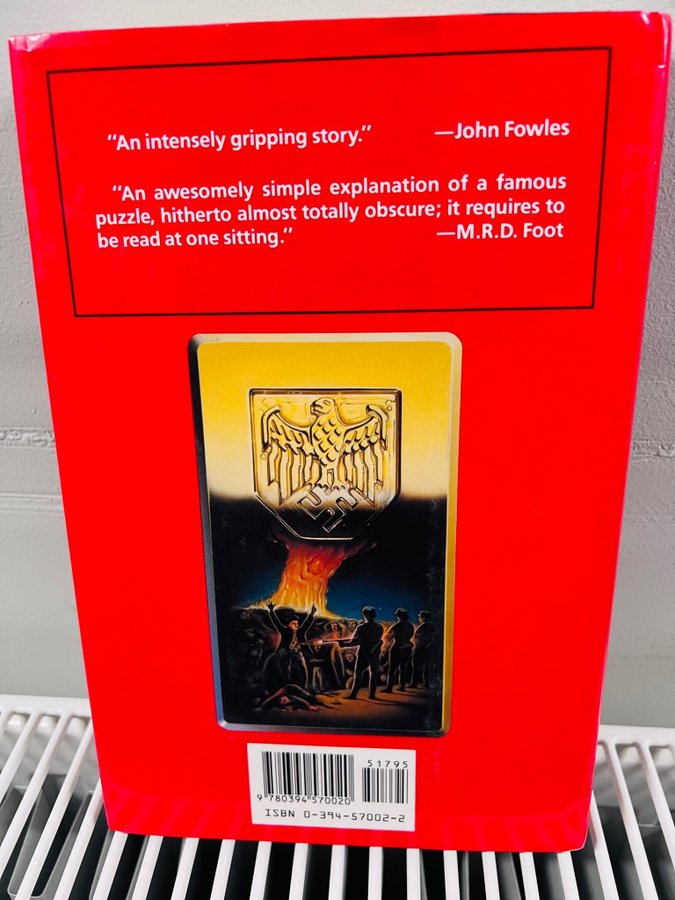 “An intensely gripping story.” —John Fowles
“An awesomely simple explanation of a famous
puzzle, hitherto almost totally obscure; it requires to
be read at one sitting.” —M.R.D. Foot
51795
9 780394 570020
ISBN 0-394-57002-2